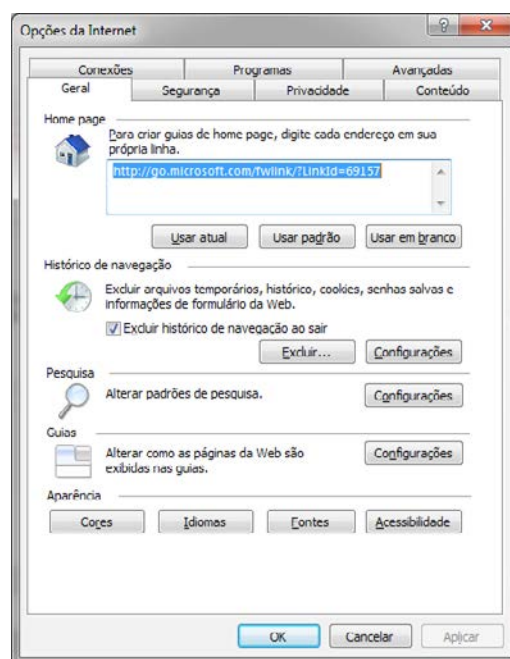 Opções da Internet
Conexões Programas Avançadas
Geral Segurança Privacidade Conteúdo
Home page
Para criar guias de home page, digite cada endereço em sua
própria linha.
http://go.microsoft.com/fwlink/?LinkId=69157
Usar atual Usar padrão Usar em branco
Histórico de navegação
Excluir arquivos temporários, histórico, cookies, senhas salvas e
informações de formulário da Web.
Excluir histórico de navegação ao sair
Excluir... Configurações
Pesquisa
Alterar padrões de pesquisa. Configurações
Guias
Alterar como as páginas da Web são
exibidas nas guias. Configurações
Aparência
Cores Idiomas Fontes Acessibilidade
OK Cancelar Aplicar